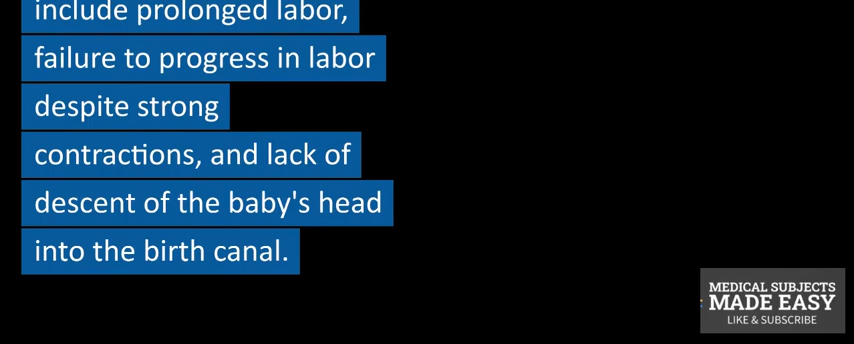 include prolonged labor,
failure to progress in labor
despite strong
contractions, and lack of
descent of the baby's head
into the birth canal.
MEDICAL SUBJECTS
MADE EASY
LIKE & SUBSCRIBE